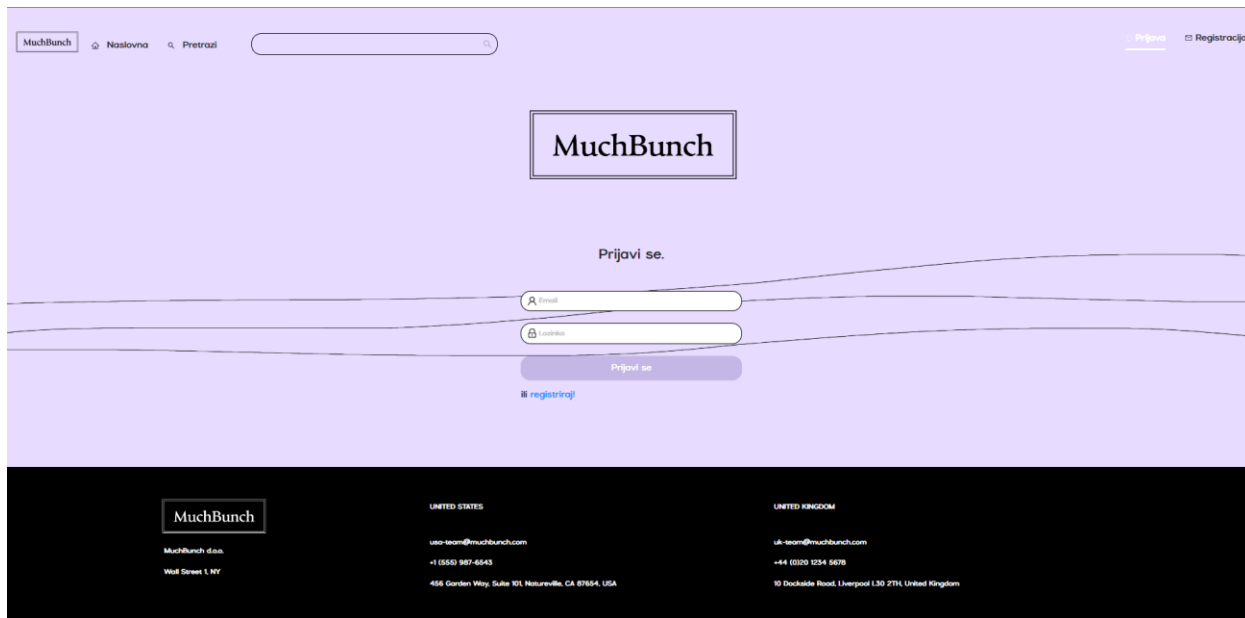 MuchBunch
Naslovna
Pretrazi
Prijava
Registracija
MuchBunch
Prijavi se.
Email
Lozinka
Prijavi se
ili registriraj!
MuchBunch
MuchBunch d.o.o.
Wall Street 1, NY
UNITED STATES
usa-team@muchbunch.com
+1 (555) 987-6543
456 Garden Way, Suite 101, Natureville, CA 87654, USA
UNITED KINGDOM
uk-team@muchbunch.com
+44 (0)20 1234 5678
10 Dockside Road, Liverpool L30 2TH, United Kingdom